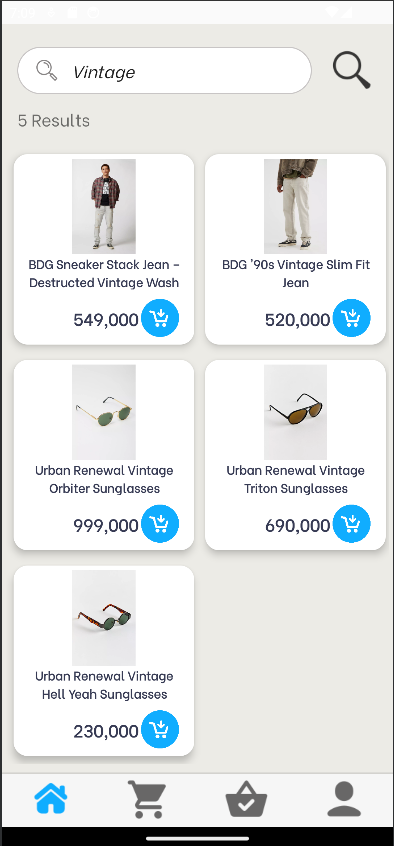 Vintage
5 Results
BDG Sneaker Stack Jean –
Destructed Vintage Wash
549,000
BDG '90s Vintage Slim Fit
Jean
520,000
Urban Renewal Vintage
Orbiter Sunglasses
999,000
Urban Renewal Vintage
Triton Sunglasses
690,000
Urban Renewal Vintage
Hell Yeah Sunglasses
230,000